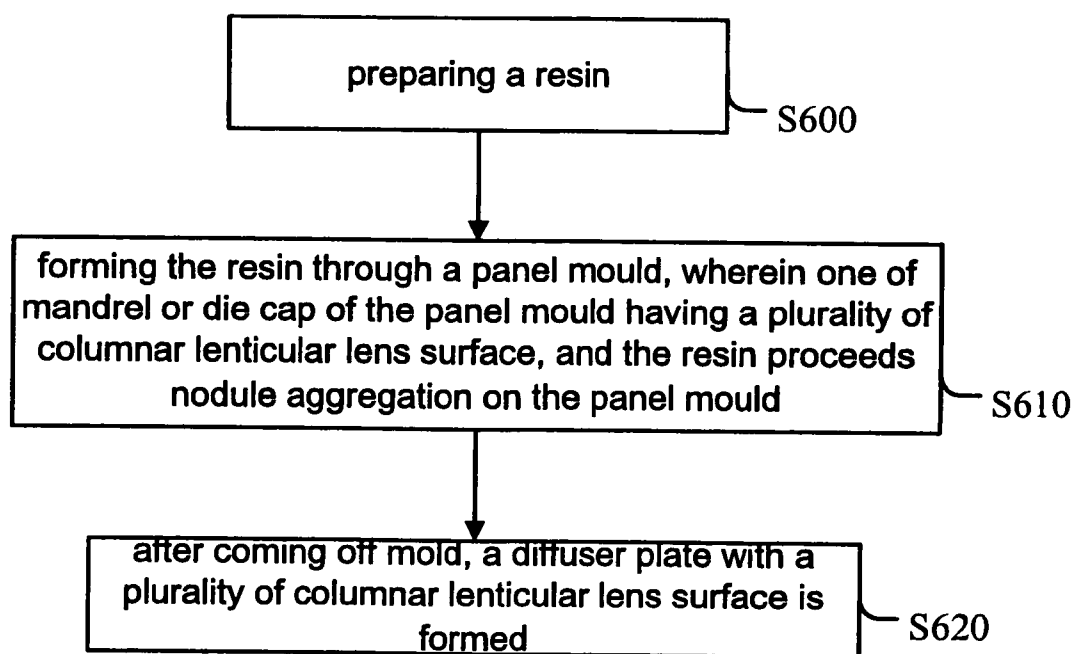 preparing a resin
S600
forming the resin through a panel mould, wherein one of
mandrel or die cap of the panel mould having a plurality of
columnar lenticular lens surface, and the resin proceeds
nodule aggregation on the panel mould
S610
after coming off mold, a diffuser plate with a
plurality of columnar lenticular lens surface is
formed
S620